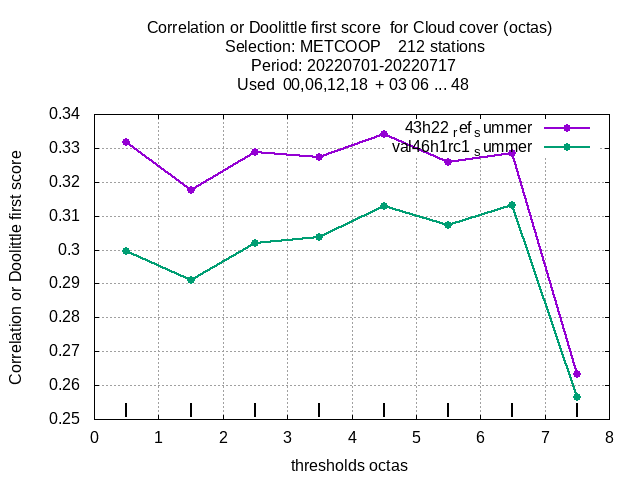 Correlation or Doolittle first score  for Cloud cover (octas)
Selection: METCOOP    212 stations
Period: 20220701-20220717
Used  00,06,12,18  + 03 06 ... 48
43h22_ref_summer
val46h1rc1_summer
Correlation or Doolittle first score
0.34
0.33
0.32
0.31
0.3
0.29
0.28
0.27
0.26
0.25
0 1 2 3 4 5 6 7 8
thresholds octas